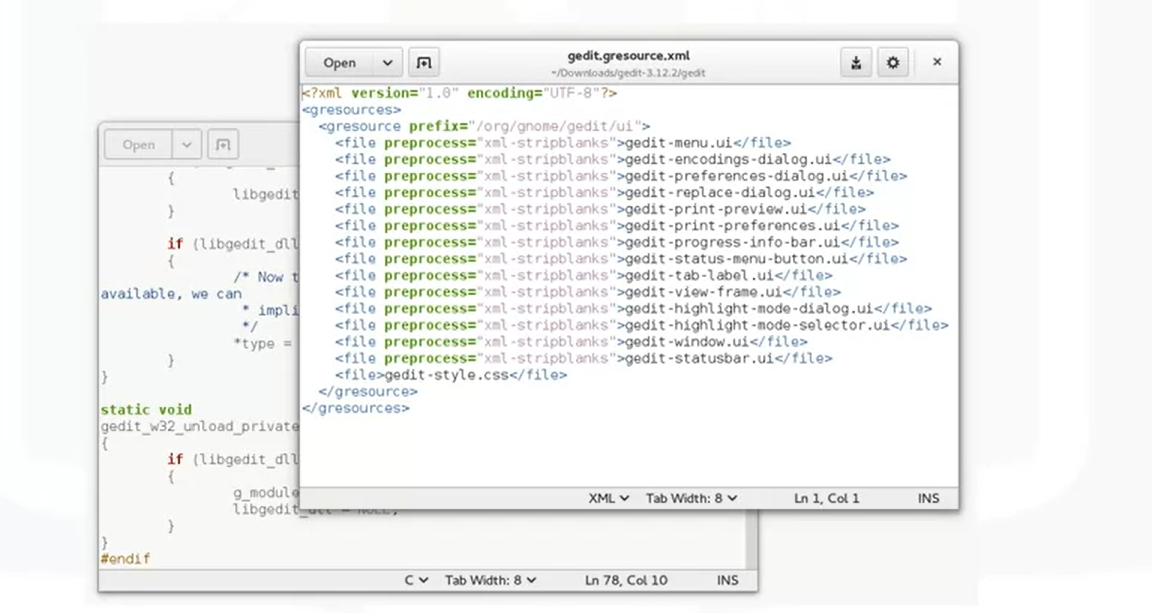 Open
gedit.gresource.xml
~/Downloads/gedit-3.12.2/gedit
<?xml version="1.0" encoding="UTF-8"?>
<gresources>
<gresource prefix="/org/gnome/gedit/ui">
<file preprocess="xml-stripblanks">gedit-menu.ui</file>
<file preprocess="xml-stripblanks">gedit-encodings-dialog.ui</file>
<file preprocess="xml-stripblanks">gedit-preferences-dialog.ui</file>
<file preprocess="xml-stripblanks">gedit-replace-dialog.ui</file>
<file preprocess="xml-stripblanks">gedit-print-preview.ui</file>
<file preprocess="xml-stripblanks">gedit-print-preferences.ui</file>
<file preprocess="xml-stripblanks">gedit-progress-info-bar.ui</file>
<file preprocess="xml-stripblanks">gedit-status-menu-button.ui</file>
<file preprocess="xml-stripblanks">gedit-tab-label.ui</file>
<file preprocess="xml-stripblanks">gedit-view-frame.ui</file>
<file preprocess="xml-stripblanks">gedit-highlight-mode-dialog.ui</file>
<file preprocess="xml-stripblanks">gedit-highlight-mode-selector.ui</file>
<file preprocess="xml-stripblanks">gedit-window.ui</file>
<file preprocess="xml-stripblanks">gedit-statusbar.ui</file>
<file>gedit-style.css</file>
</gresource>
</gresources>
XML Tab Width: 8 Ln 1, Col 1 INS
Open
{
libgedit
}
if (libgedit_dll
{
/* Now t
available, we can
* impli
*/
*type =
}
}
static void
gedit_w32_unload_private
{
if (libgedit_dll
{
g_module
libgedit_dll = NULL;
}
}
#endif
C Tab Width: 8 Ln 78, Col 10 INS